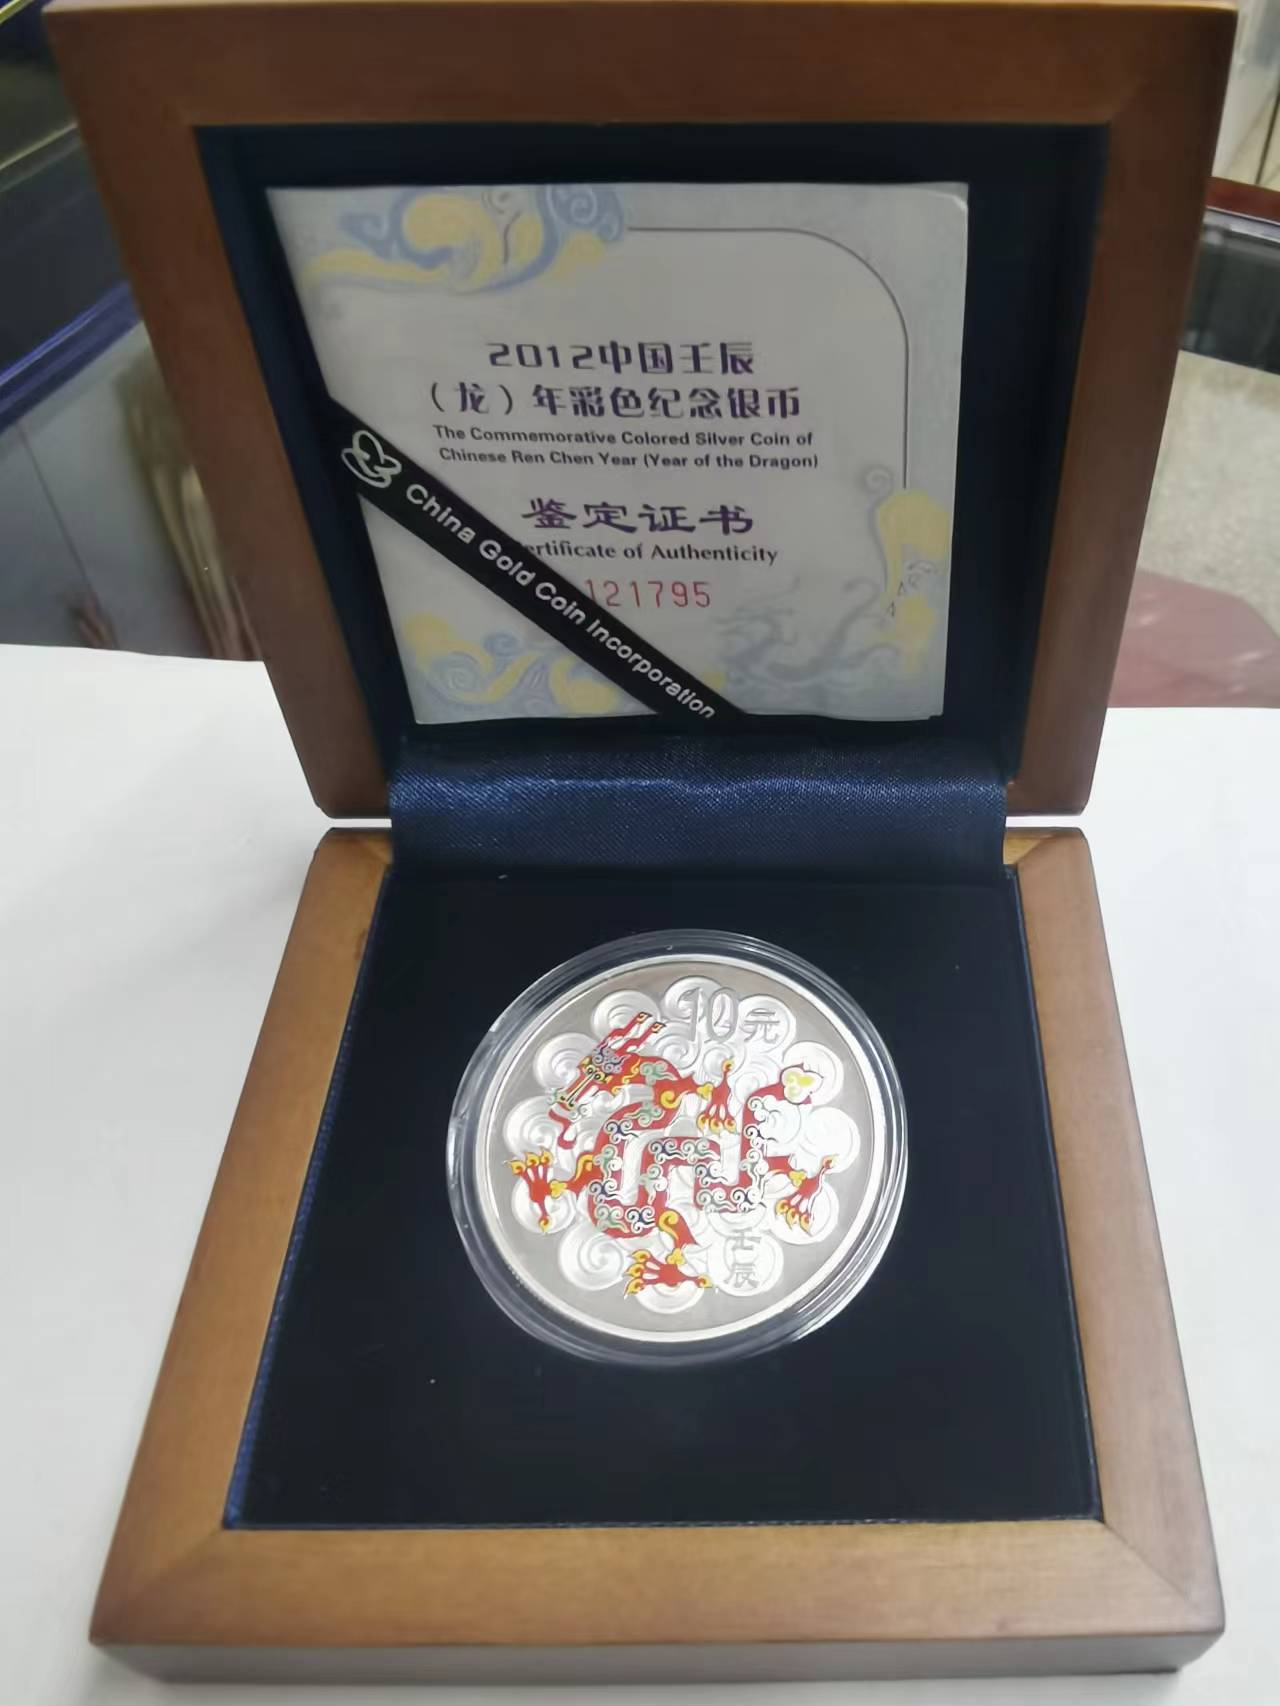 2012中国壬辰
（龙）年彩色纪念银币
The Commemorative Colored Silver Coin of
Chinese Ren Chen Year (Year of the Dragon)
鉴定证书
ertificate of Authenticity
121795
China Gold Coin Incorporation
10元
壬辰